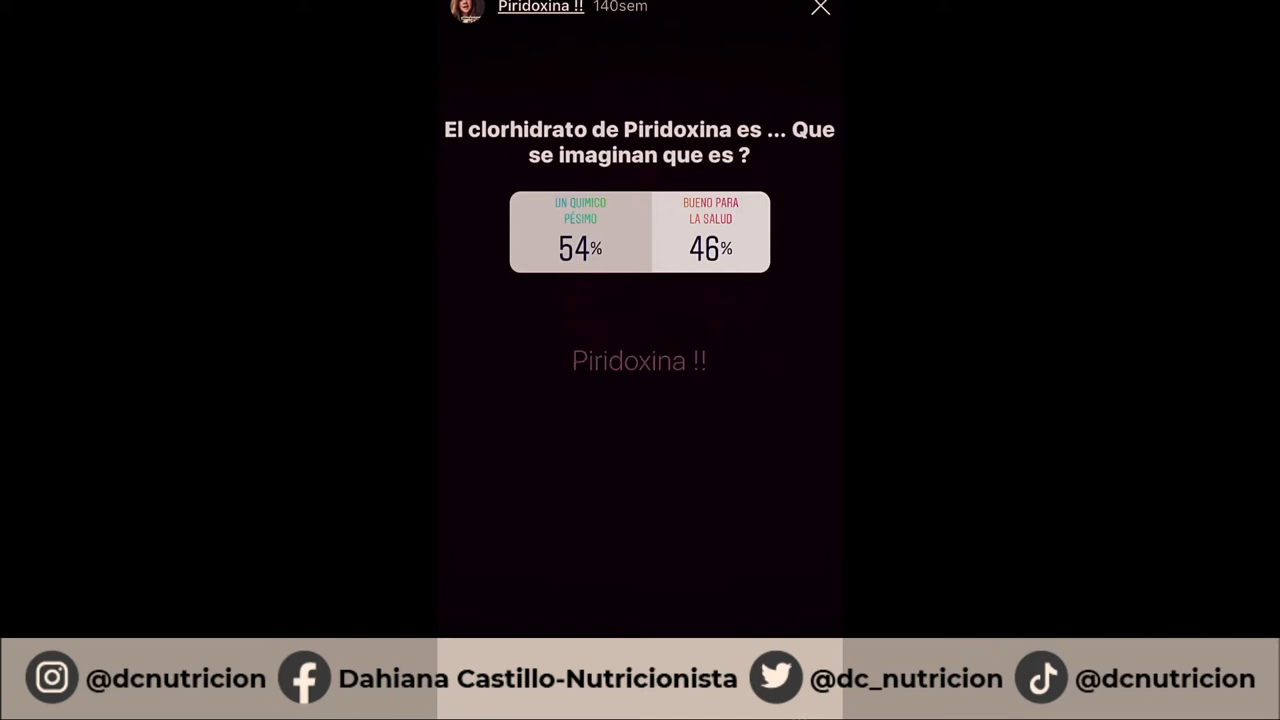 Piridoxina !! 140sem
El clorhidrato de Piridoxina es ... Que
se imaginan que es ?
UN QUIMICO
PÉSIMO
54%
BUENO PARA
LA SALUD
46%
Piridoxina !!
@dcnutricion Dahiana Castillo-Nutricionista @dc_nutricion @dcnutricion